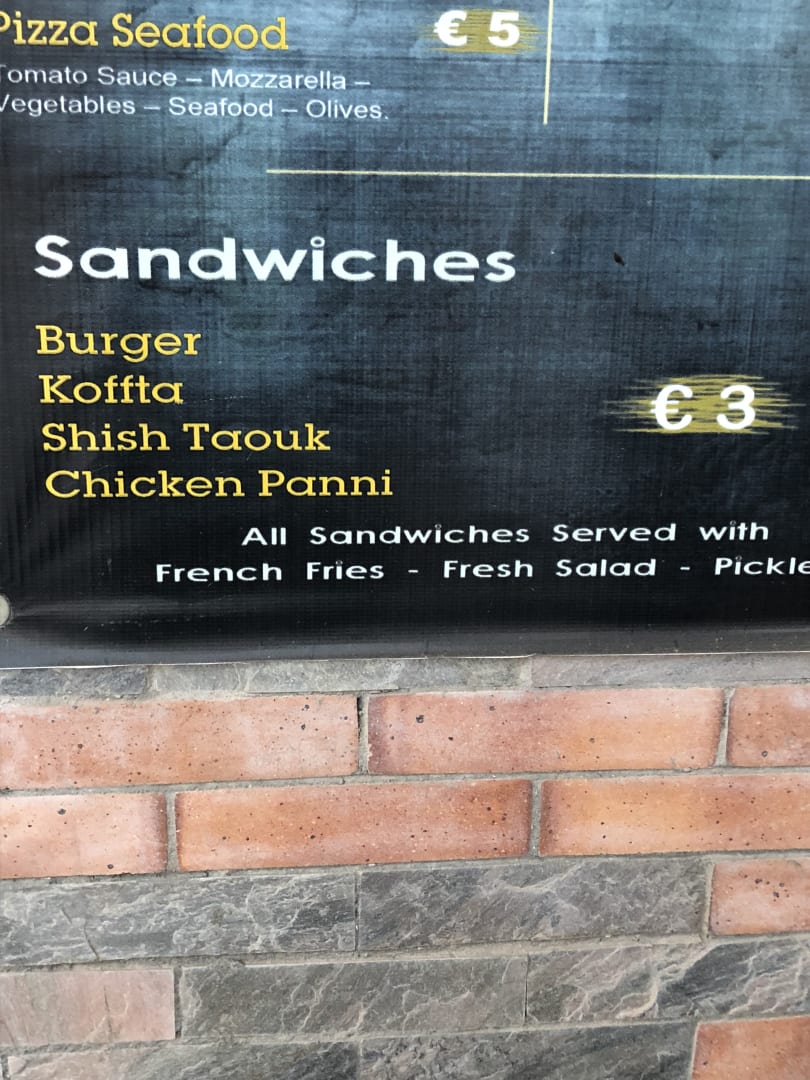 Pizza Seafood € 5
Tomato Sauce – Mozzarella –
Vegetables – Seafood – Olives.
Sandwiches
Burger
Koffta
€ 3
Shish Taouk
Chicken Panni
All Sandwiches Served with
French Fries - Fresh Salad - Pickle